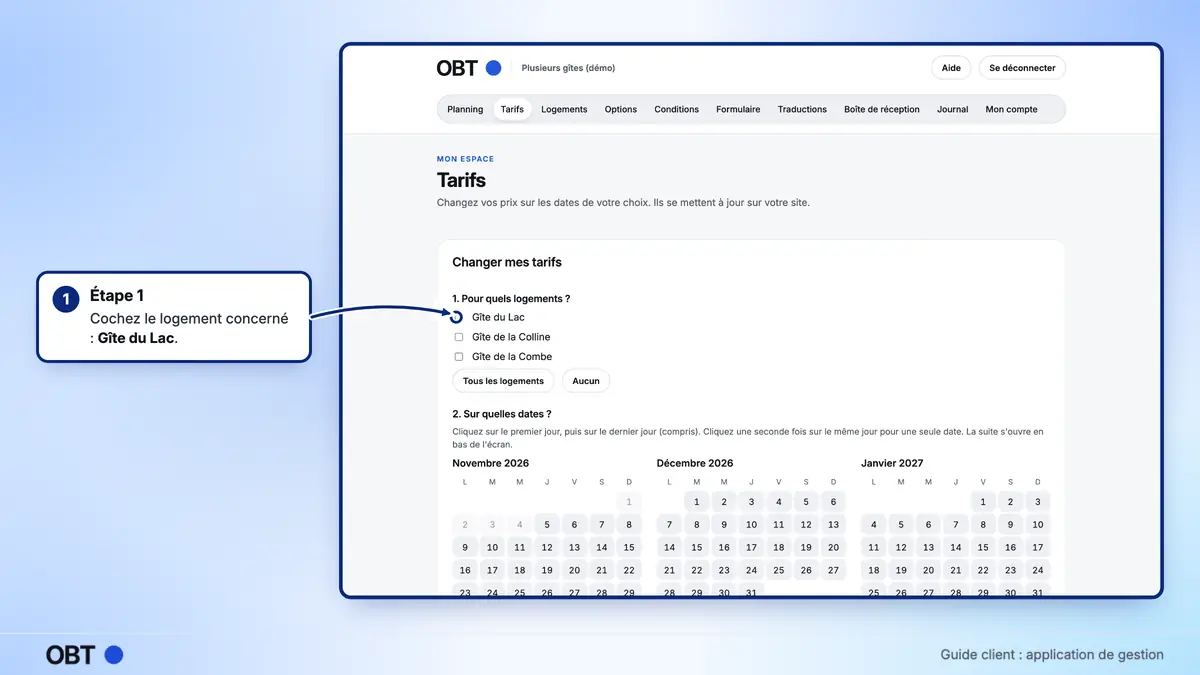 OBT
Plusieurs gîtes (démo)
Aide
Se déconnecter
Planning
Tarifs
Logements
Options
Conditions
Formulaire
Traductions
Boîte de réception
Journal
Mon compte
MON ESPACE
Tarifs
Changez vos prix sur les dates de votre choix. Ils se mettent à jour sur votre site.
Changer mes tarifs
1. Pour quels logements ?
Gîte du Lac
Gîte de la Colline
Gîte de la Combe
Tous les logements
Aucun
1
Étape 1
Cochez le logement concerné
: Gîte du Lac.
2. Sur quelles dates ?
Cliquez sur le premier jour, puis sur le dernier jour (compris). Cliquez une seconde fois sur le même jour pour une seule date. La suite s'ouvre en
bas de l'écran.
Novembre 2026
L M M J V S D
1
2 3 4 5 6 7 8
9 10 11 12 13 14 15
16 17 18 19 20 21 22
23 24 25 26 27 28 29
Décembre 2026
L M M J V S D
1 2 3 4 5 6
7 8 9 10 11 12 13
14 15 16 17 18 19 20
21 22 23 24 25 26 27
28 29 30 31
Janvier 2027
L M M J V S D
1 2 3
4 5 6 7 8 9 10
11 12 13 14 15 16 17
18 19 20 21 22 23 24
25 26 27 28 29 30 31
OBT
Guide client : application de gestion